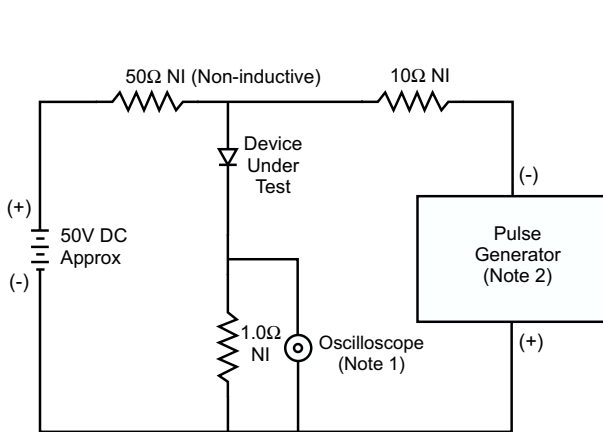 50Ω NI (Non-inductive)
10Ω NI
Device
Under
Test
(-)
(+)
50V DC
Approx
(-)
Pulse
Generator
(Note 2)
1.0Ω
NI
Oscilloscope
(Note 1)
(+)